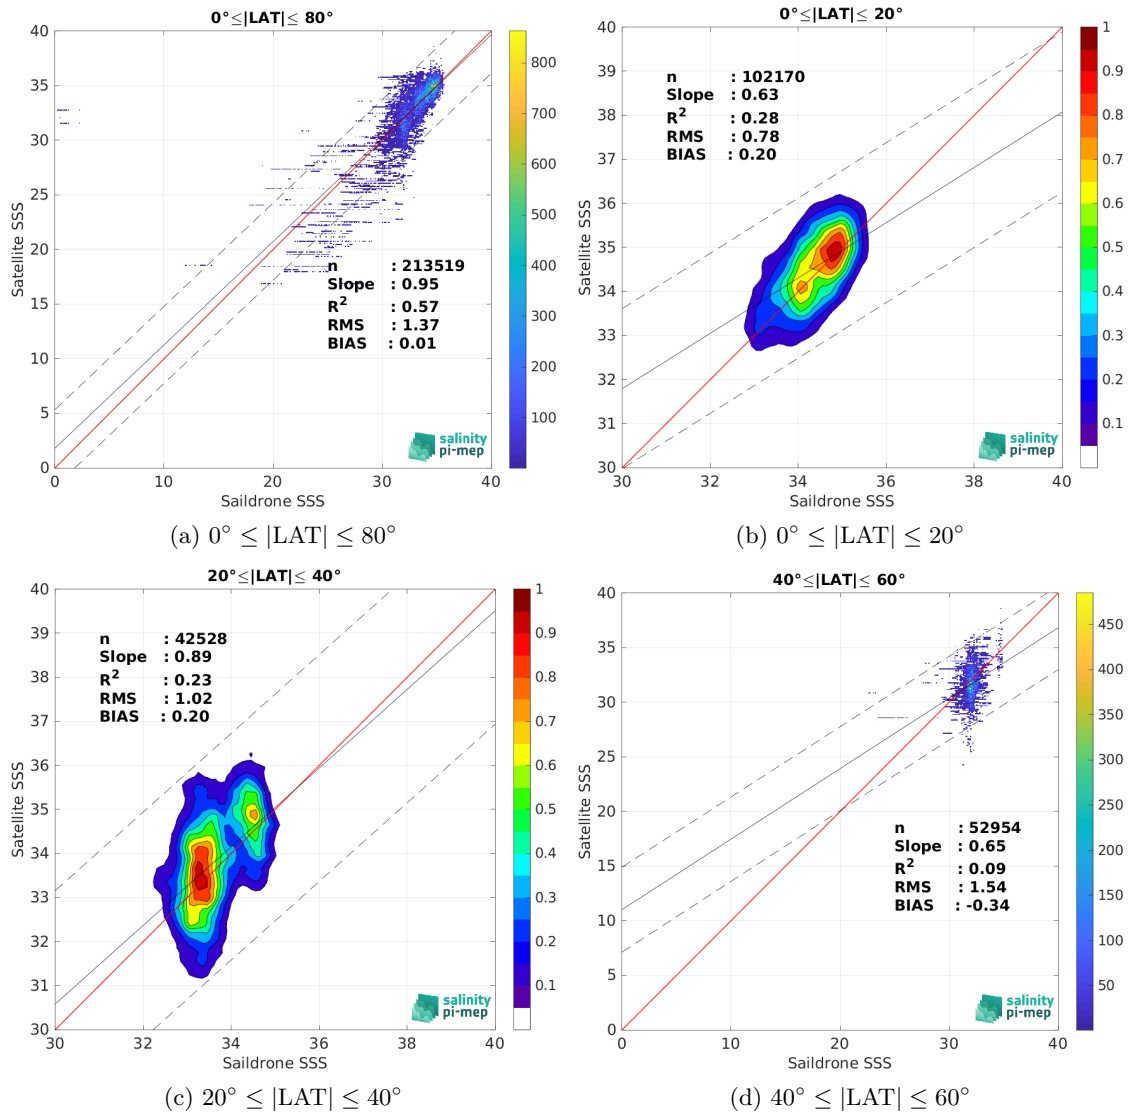 0°≤|LAT|≤ 80°
40
35
30
25
20
15
10
5
0
0
10
20
30
40
Satellite SSS
Saildrone SSS
n : 213519
Slope : 0.95
R2 : 0.57
RMS : 1.37
BIAS : 0.01
800
700
600
500
400
300
200
100
salinity
pi-mep
(a) 0° ≤ |LAT| ≤ 80°
0°≤|LAT|≤ 20°
40
39
38
37
36
35
34
33
32
31
30
30
32
34
36
38
40
Satellite SSS
Saildrone SSS
n : 102170
Slope : 0.63
R2 : 0.28
RMS : 0.78
BIAS : 0.20
1
0.9
0.8
0.7
0.6
0.5
0.4
0.3
0.2
0.1
salinity
pi-mep
(b) 0° ≤ |LAT| ≤ 20°
20°≤|LAT|≤ 40°
40
39
38
37
36
35
34
33
32
31
30
30
32
34
36
38
40
Satellite SSS
Saildrone SSS
n : 42528
Slope : 0.89
R2 : 0.23
RMS : 1.02
BIAS : 0.20
1
0.9
0.8
0.7
0.6
0.5
0.4
0.3
0.2
0.1
salinity
pi-mep
(c) 20° ≤ |LAT| ≤ 40°
40°≤|LAT|≤ 60°
40
35
30
25
20
15
10
5
0
0
10
20
30
40
Satellite SSS
Saildrone SSS
n : 52954
Slope : 0.65
R2 : 0.09
RMS : 1.54
BIAS : -0.34
450
400
350
300
250
200
150
100
50
salinity
pi-mep
(d) 40° ≤ |LAT| ≤ 60°